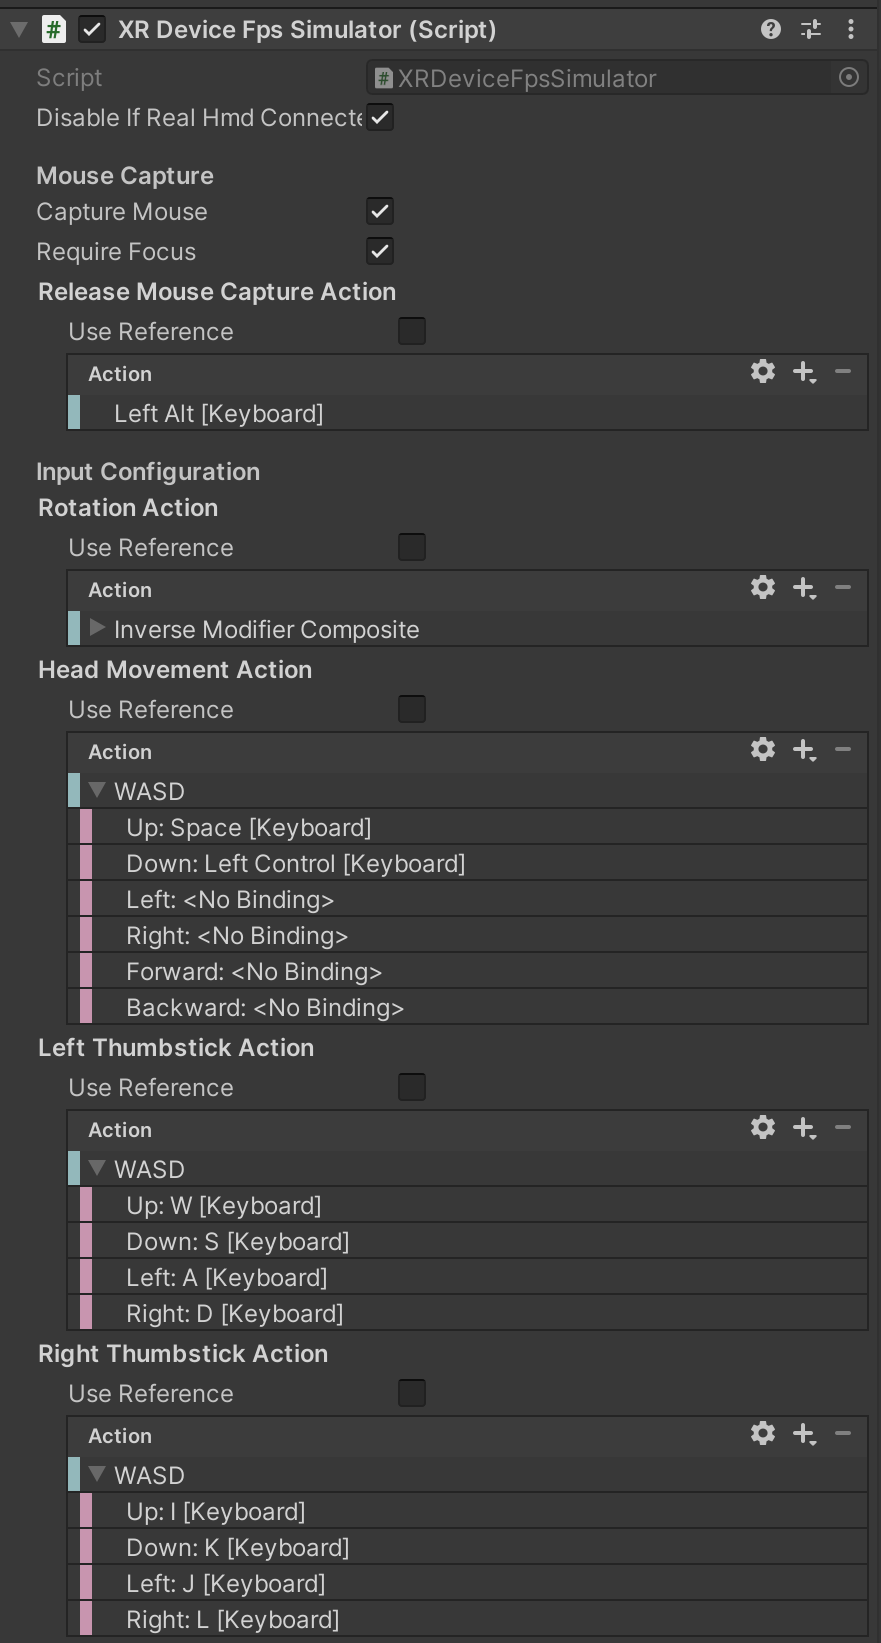 XR Device Fps Simulator (Script)
Script
XRDeviceFpsSimulator
Disable If Real Hmd Connecte
Mouse Capture
Capture Mouse
Require Focus
Release Mouse Capture Action
Use Reference
Action
Left Alt [Keyboard]
Input Configuration
Rotation Action
Use Reference
Action
Inverse Modifier Composite
Head Movement Action
Use Reference
Action
WASD
Up: Space [Keyboard]
Down: Left Control [Keyboard]
Left: <No Binding>
Right: <No Binding>
Forward: <No Binding>
Backward: <No Binding>
Left Thumbstick Action
Use Reference
Action
WASD
Up: W [Keyboard]
Down: S [Keyboard]
Left: A [Keyboard]
Right: D [Keyboard]
Right Thumbstick Action
Use Reference
Action
WASD
Up: I [Keyboard]
Down: K [Keyboard]
Left: J [Keyboard]
Right: L [Keyboard]